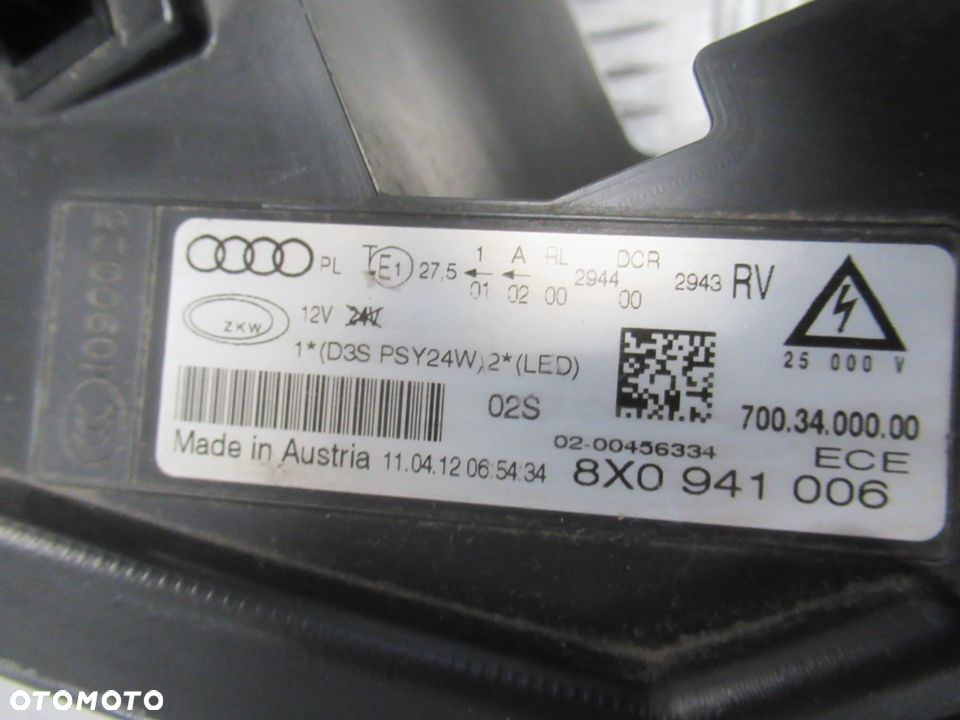 PL T E1 27,5 1 A RL 2944 DCR 2943 RV
01 02 00 00
ZKW 12V 24V
1*(D3S PSY24W) 2*(LED)
25 000 V
02S
700.34.000.00
02-00456334 ECE
Made in Austria 11.04.12 06:54:34 8X0 941 006
OTOMOTO